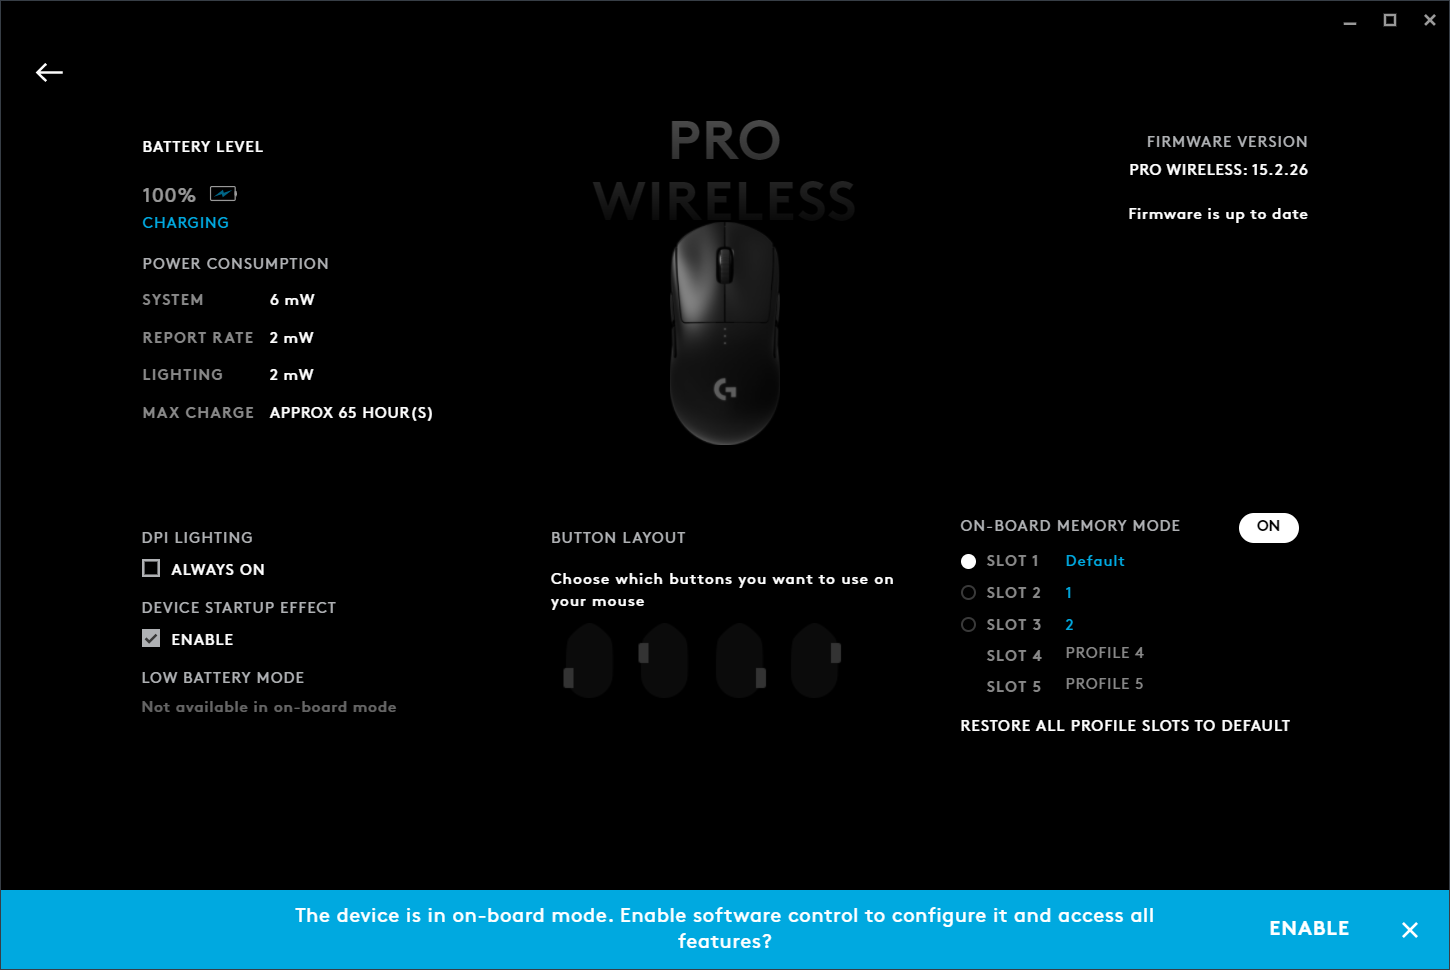 BATTERY LEVEL
100%
CHARGING
POWER CONSUMPTION
SYSTEM 6 mW
REPORT RATE 2 mW
LIGHTING 2 mW
MAX CHARGE APPROX 65 HOUR(S)
PRO
WIRELESS
FIRMWARE VERSION
PRO WIRELESS: 15.2.26
Firmware is up to date
DPI LIGHTING
ALWAYS ON
DEVICE STARTUP EFFECT
ENABLE
LOW BATTERY MODE
Not available in on-board mode
BUTTON LAYOUT
Choose which buttons you want to use on
your mouse
ON-BOARD MEMORY MODE ON
SLOT 1 Default
SLOT 2 1
SLOT 3 2
SLOT 4 PROFILE 4
SLOT 5 PROFILE 5
RESTORE ALL PROFILE SLOTS TO DEFAULT
The device is in on-board mode. Enable software control to configure it and access all
features?
ENABLE